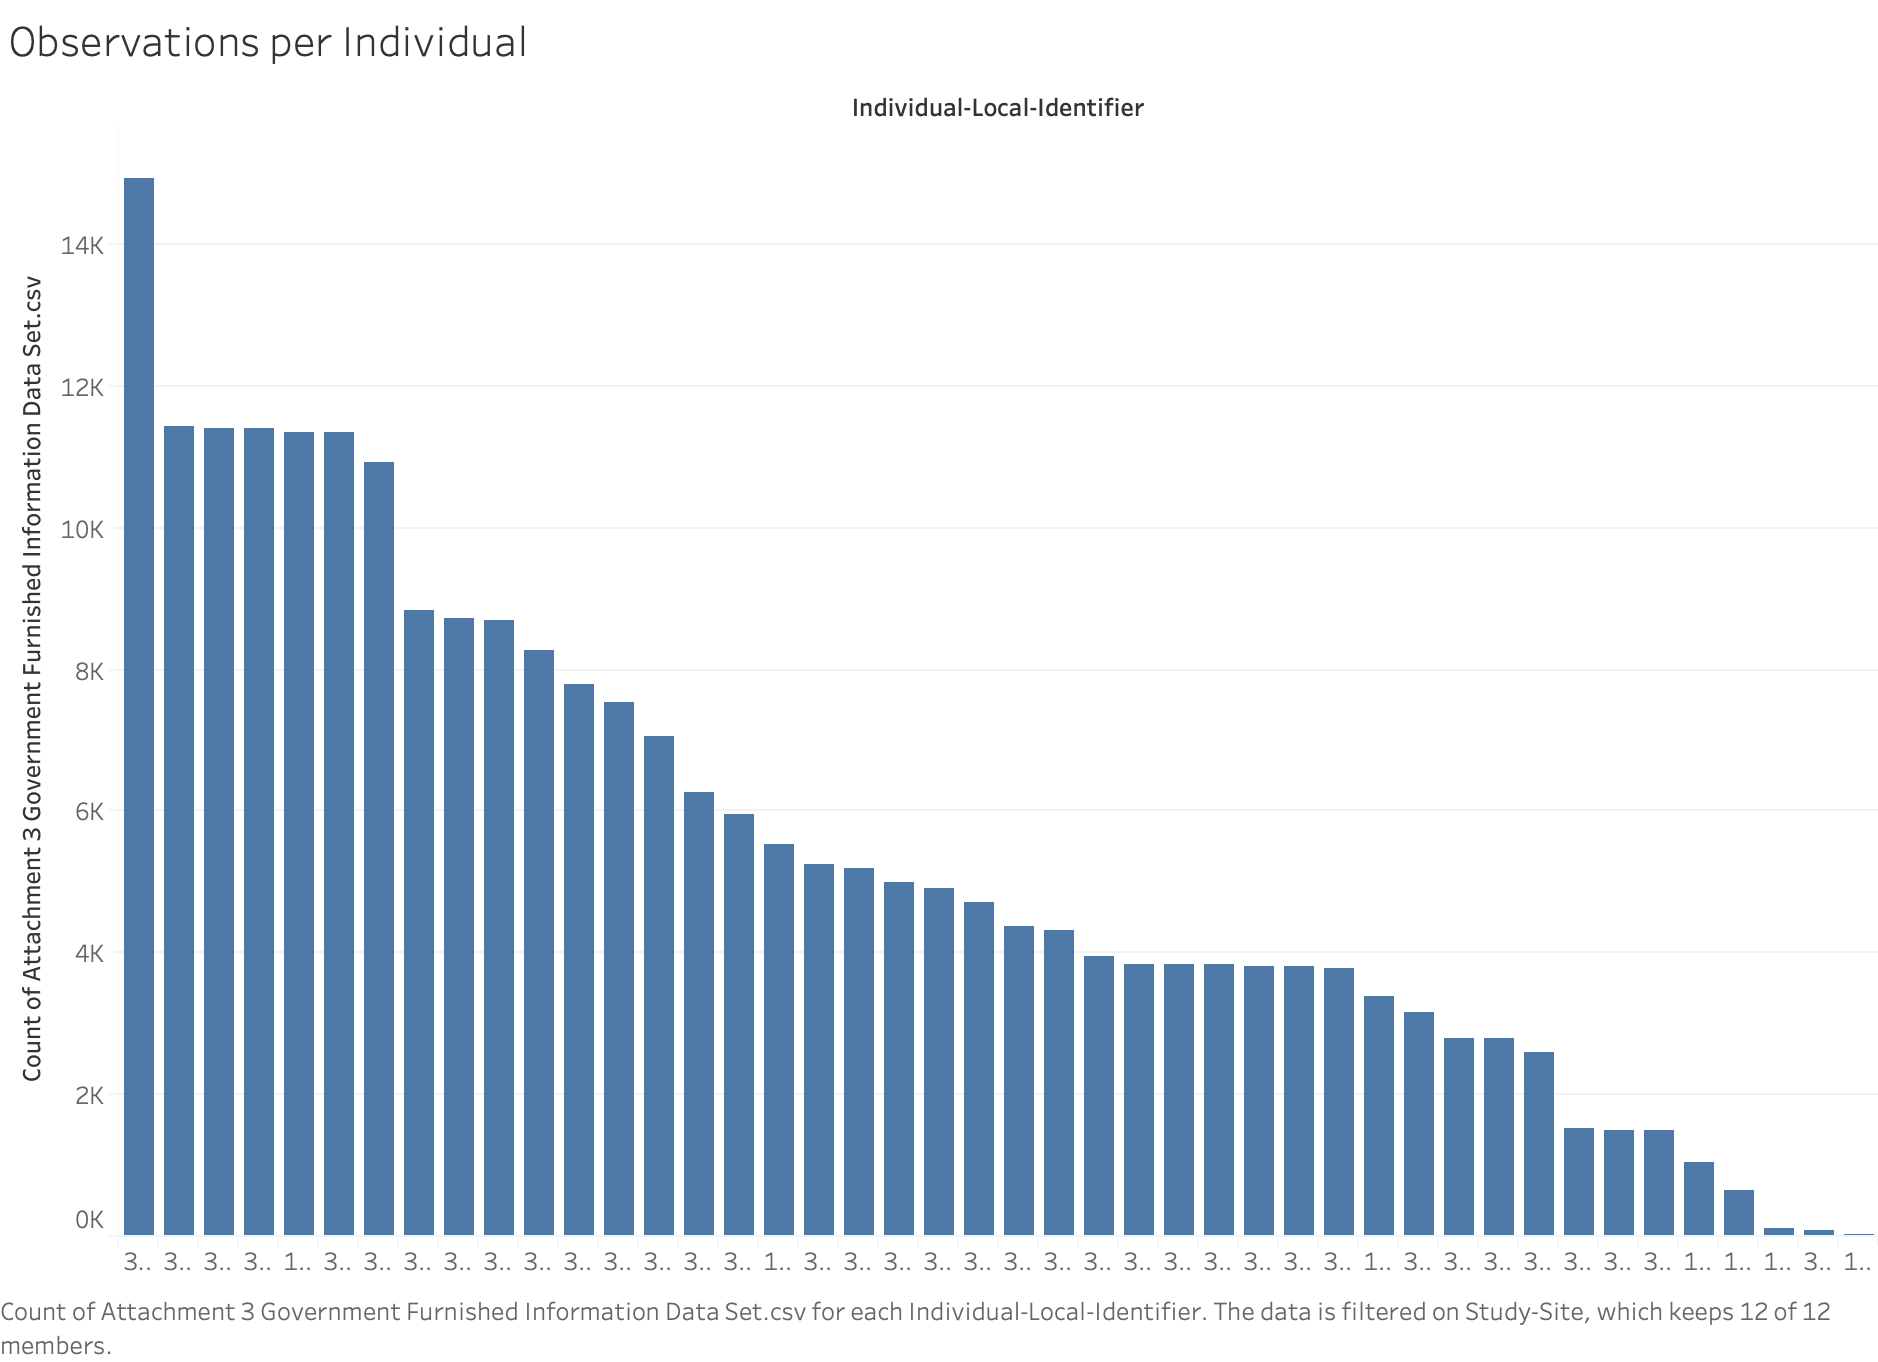 Observations per Individual
Individual-Local-Identifier
Count of Attachment 3 Government Furnished Information Data Set.csv
14K
12K
10K
8K
6K
4K
2K
0K
3.. 3.. 3.. 3.. 1.. 3.. 3.. 3.. 3.. 3.. 3.. 3.. 3.. 3.. 3.. 3.. 1.. 3.. 3.. 3.. 3.. 3.. 3.. 3.. 3.. 3.. 3.. 3.. 3.. 3.. 3.. 1.. 3.. 3.. 3.. 3.. 3.. 3.. 3.. 1.. 1.. 1.. 3.. 1..
Count of Attachment 3 Government Furnished Information Data Set.csv for each Individual-Local-Identifier. The data is filtered on Study-Site, which keeps 12 of 12
members.